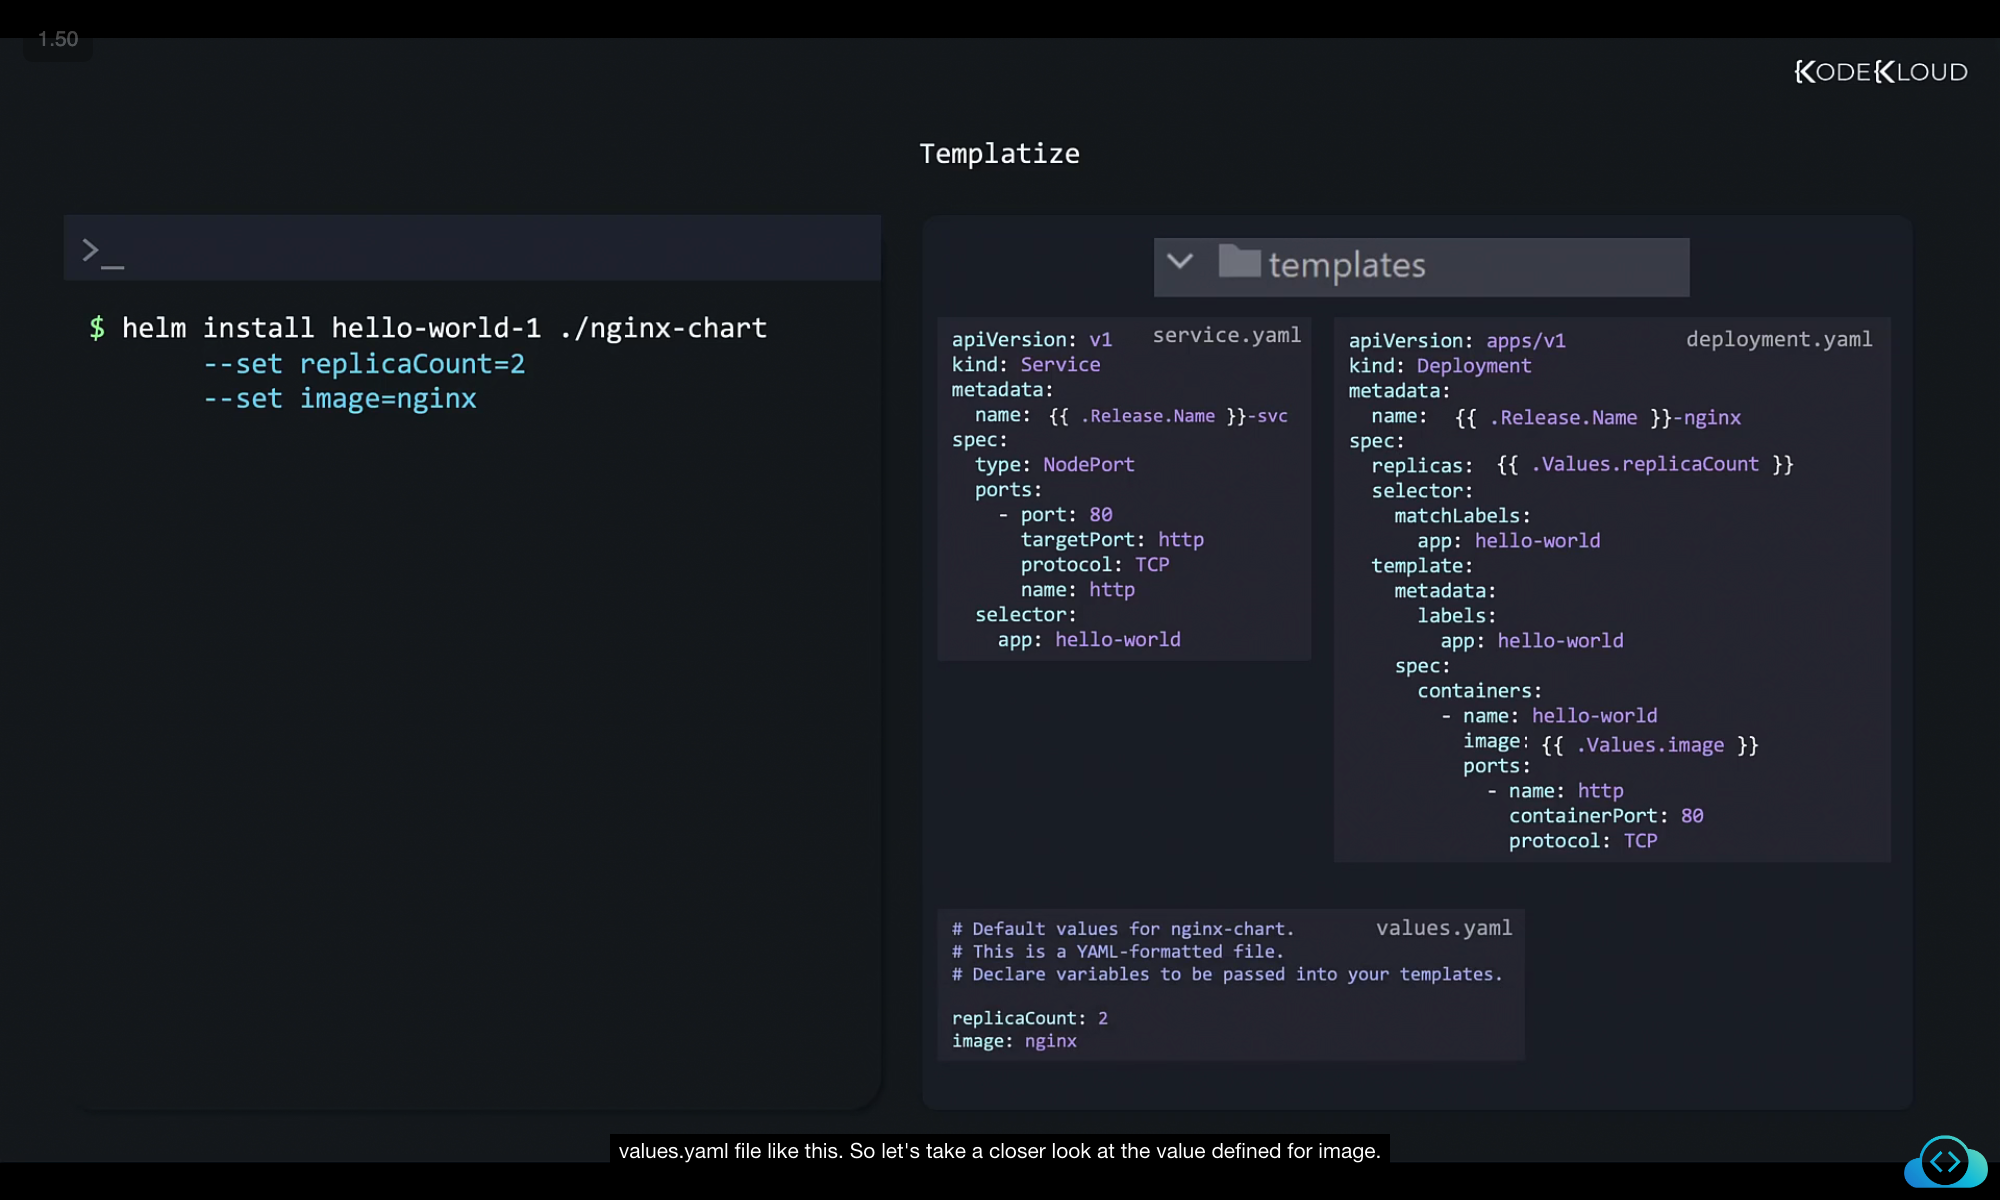 1.50
KODEKLOUD
Templatize
>_
$ helm install hello-world-1 ./nginx-chart
--set replicaCount=2
--set image=nginx
templates
service.yaml
apiVersion: v1
kind: Service
metadata:
  name: {{ .Release.Name }}-svc
spec:
  type: NodePort
  ports:
    - port: 80
      targetPort: http
      protocol: TCP
      name: http
  selector:
    app: hello-world
deployment.yaml
apiVersion: apps/v1
kind: Deployment
metadata:
  name: {{ .Release.Name }}-nginx
spec:
  replicas: {{ .Values.replicaCount }}
  selector:
    matchLabels:
      app: hello-world
  template:
    metadata:
      labels:
        app: hello-world
    spec:
      containers:
        - name: hello-world
          image: {{ .Values.image }}
          ports:
            - name: http
              containerPort: 80
              protocol: TCP
values.yaml
# Default values for nginx-chart.
# This is a YAML-formatted file.
# Declare variables to be passed into your templates.
replicaCount: 2
image: nginx
values.yaml file like this. So let's take a closer look at the value defined for image.